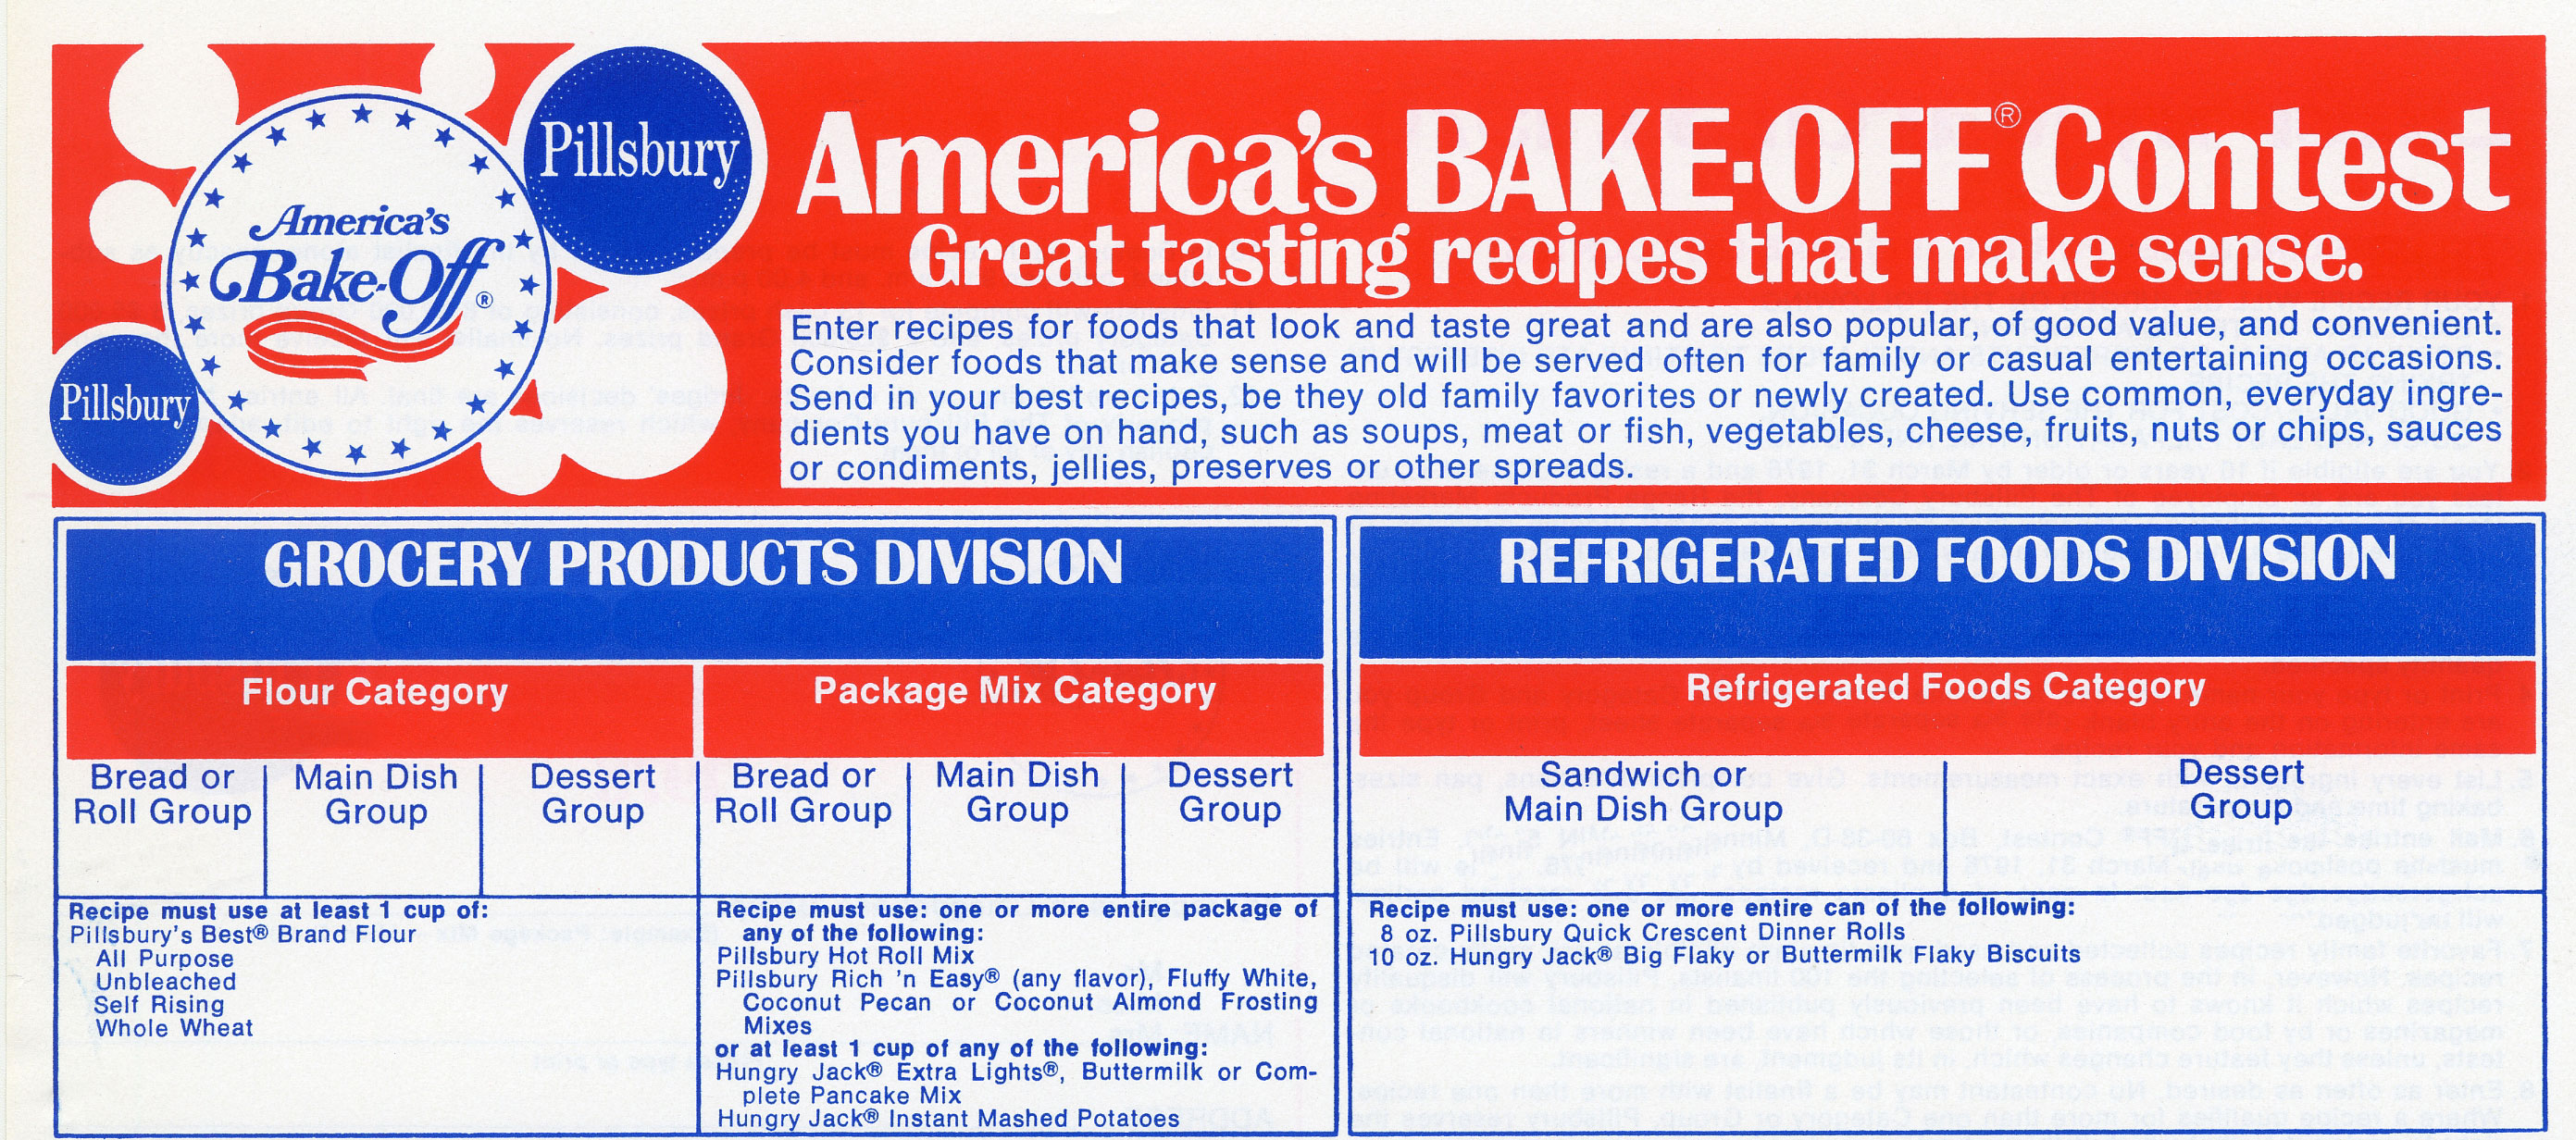 America's
Bake-Off®
Pillsbury
Pillsbury
America's BAKE-OFF® Contest
Great tasting recipes that make sense.
Enter recipes for foods that look and taste great and are also popular, of good value, and convenient.
Consider foods that make sense and will be served often for family or casual entertaining occasions.
Send in your best recipes, be they old family favorites or newly created. Use common, everyday ingre-
dients you have on hand, such as soups, meat or fish, vegetables, cheese, fruits, nuts or chips, sauces
or condiments, jellies, preserves or other spreads.
GROCERY PRODUCTS DIVISION
Flour Category
Bread or
Roll Group
Main Dish
Group
Dessert
Group
Recipe must use at least 1 cup of:
Pillsbury's Best® Brand Flour
All Purpose
Unbleached
Self Rising
Whole Wheat
Package Mix Category
Bread or
Roll Group
Main Dish
Group
Dessert
Group
Recipe must use: one or more entire package of
any of the following:
Pillsbury Hot Roll Mix
Pillsbury Rich 'n Easy® (any flavor), Fluffy White,
Coconut Pecan or Coconut Almond Frosting
Mixes
or at least 1 cup of any of the following:
Hungry Jack® Extra Lights®, Buttermilk or Com-
plete Pancake Mix
Hungry Jack® Instant Mashed Potatoes
REFRIGERATED FOODS DIVISION
Refrigerated Foods Category
Sandwich or
Main Dish Group
Dessert
Group
Recipe must use: one or more entire can of the following:
8 oz. Pillsbury Quick Crescent Dinner Rolls
10 oz. Hungry Jack® Big Flaky or Buttermilk Flaky Biscuits